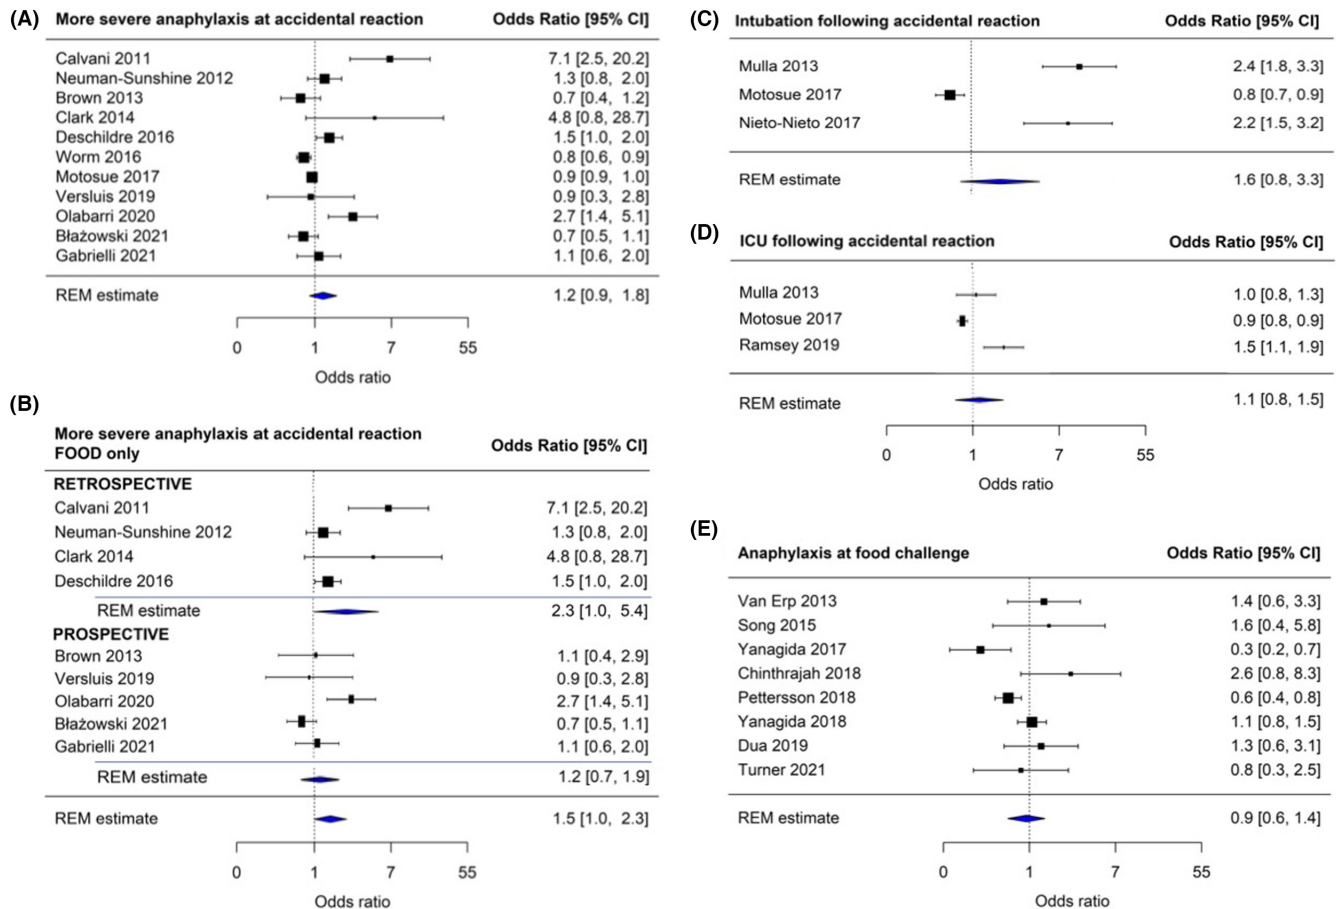 (A)
More severe anaphylaxis at accidental reaction Odds Ratio [95% CI]
Calvani 2011 7.1 [2.5, 20.2]
Neuman-Sunshine 2012 1.3 [0.8, 2.0]
Brown 2013 0.7 [0.4, 1.2]
Clark 2014 4.8 [0.8, 28.7]
Deschildre 2016 1.5 [1.0, 2.0]
Worm 2016 0.8 [0.6, 0.9]
Motosue 2017 0.9 [0.9, 1.0]
Versluis 2019 0.9 [0.3, 2.8]
Olabarri 2020 2.7 [1.4, 5.1]
Błażowski 2021 0.7 [0.5, 1.1]
Gabrielli 2021 1.1 [0.6, 2.0]
REM estimate 1.2 [0.9, 1.8]
0 1 7 55
Odds ratio
(B)
More severe anaphylaxis at accidental reaction
FOOD only Odds Ratio [95% CI]
RETROSPECTIVE
Calvani 2011 7.1 [2.5, 20.2]
Neuman-Sunshine 2012 1.3 [0.8, 2.0]
Clark 2014 4.8 [0.8, 28.7]
Deschildre 2016 1.5 [1.0, 2.0]
REM estimate 2.3 [1.0, 5.4]
PROSPECTIVE
Brown 2013 1.1 [0.4, 2.9]
Versluis 2019 0.9 [0.3, 2.8]
Olabarri 2020 2.7 [1.4, 5.1]
Błażowski 2021 0.7 [0.5, 1.1]
Gabrielli 2021 1.1 [0.6, 2.0]
REM estimate 1.2 [0.7, 1.9]
REM estimate 1.5 [1.0, 2.3]
0 1 7 55
Odds ratio
(C)
Intubation following accidental reaction Odds Ratio [95% CI]
Mulla 2013 2.4 [1.8, 3.3]
Motosue 2017 0.8 [0.7, 0.9]
Nieto-Nieto 2017 2.2 [1.5, 3.2]
REM estimate 1.6 [0.8, 3.3]
(D)
ICU following accidental reaction Odds Ratio [95% CI]
Mulla 2013 1.0 [0.8, 1.3]
Motosue 2017 0.9 [0.8, 0.9]
Ramsey 2019 1.5 [1.1, 1.9]
REM estimate 1.1 [0.8, 1.5]
0 1 7 55
Odds ratio
(E)
Anaphylaxis at food challenge Odds Ratio [95% CI]
Van Erp 2013 1.4 [0.6, 3.3]
Song 2015 1.6 [0.4, 5.8]
Yanagida 2017 0.3 [0.2, 0.7]
Chinthrajah 2018 2.6 [0.8, 8.3]
Pettersson 2018 0.6 [0.4, 0.8]
Yanagida 2018 1.1 [0.8, 1.5]
Dua 2019 1.3 [0.6, 3.1]
Turner 2021 0.8 [0.3, 2.5]
REM estimate 0.9 [0.6, 1.4]
0 1 7 55
Odds ratio